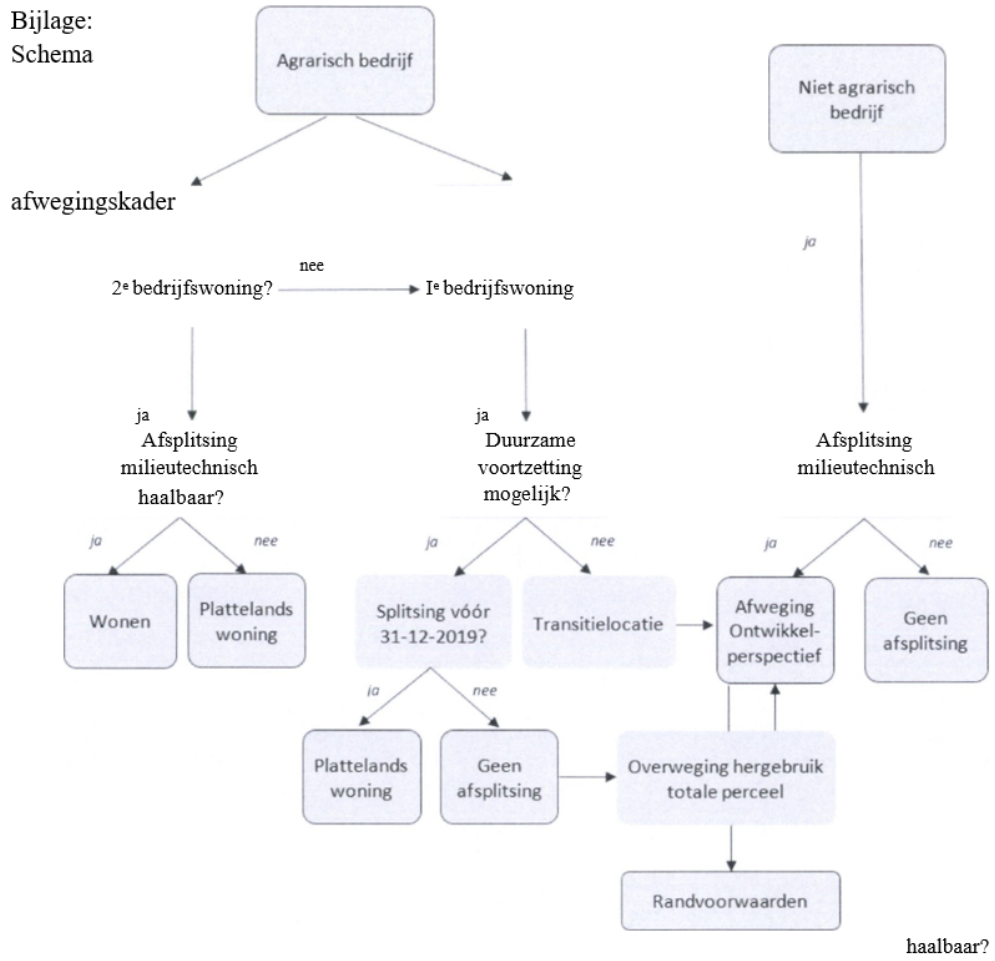 Bijlage:
Schema
Agrarisch bedrijf
Niet agrarisch
bedrijf
afwegingskader
ja
nee
2e bedrijfswoning?
Ie bedrijfswoning
ja
Afsplitsing
milieutechnisch
haalbaar?
ja
Duurzame
voortzetting
mogelijk?
Afsplitsing
milieutechnisch
ja
nee
ja
nee
ja
nee
Wonen
Plattelands
woning
Splitsing vóór
31-12-2019?
Transitielocatie
Afweging
Ontwikkel-
perspectief
Geen
afsplitsing
ja
nee
Plattelands
woning
Geen
afsplitsing
Overweging hergebruik
totale perceel
Randvoorwaarden
haalbaar?